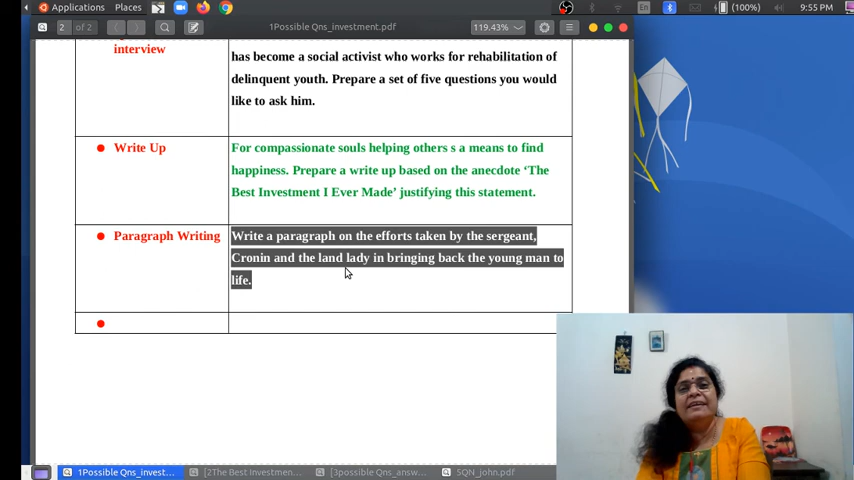 Applications Places En (100%) 9:55 PM
2 of 2 1Possible Qns_investment.pdf 119.43%
interview
has become a social activist who works for rehabilitation of
delinquent youth. Prepare a set of five questions you would
like to ask him.
Write Up
For compassionate souls helping others s a means to find
happiness. Prepare a write up based on the anecdote ‘The
Best Investment I Ever Made’ justifying this statement.
Paragraph Writing
Write a paragraph on the efforts taken by the sergeant,
Cronin and the land lady in bringing back the young man to
life.
1Possible Qns_invest... [2The Best Investmen... [3possible Qns_answ... SQN_john.pdf